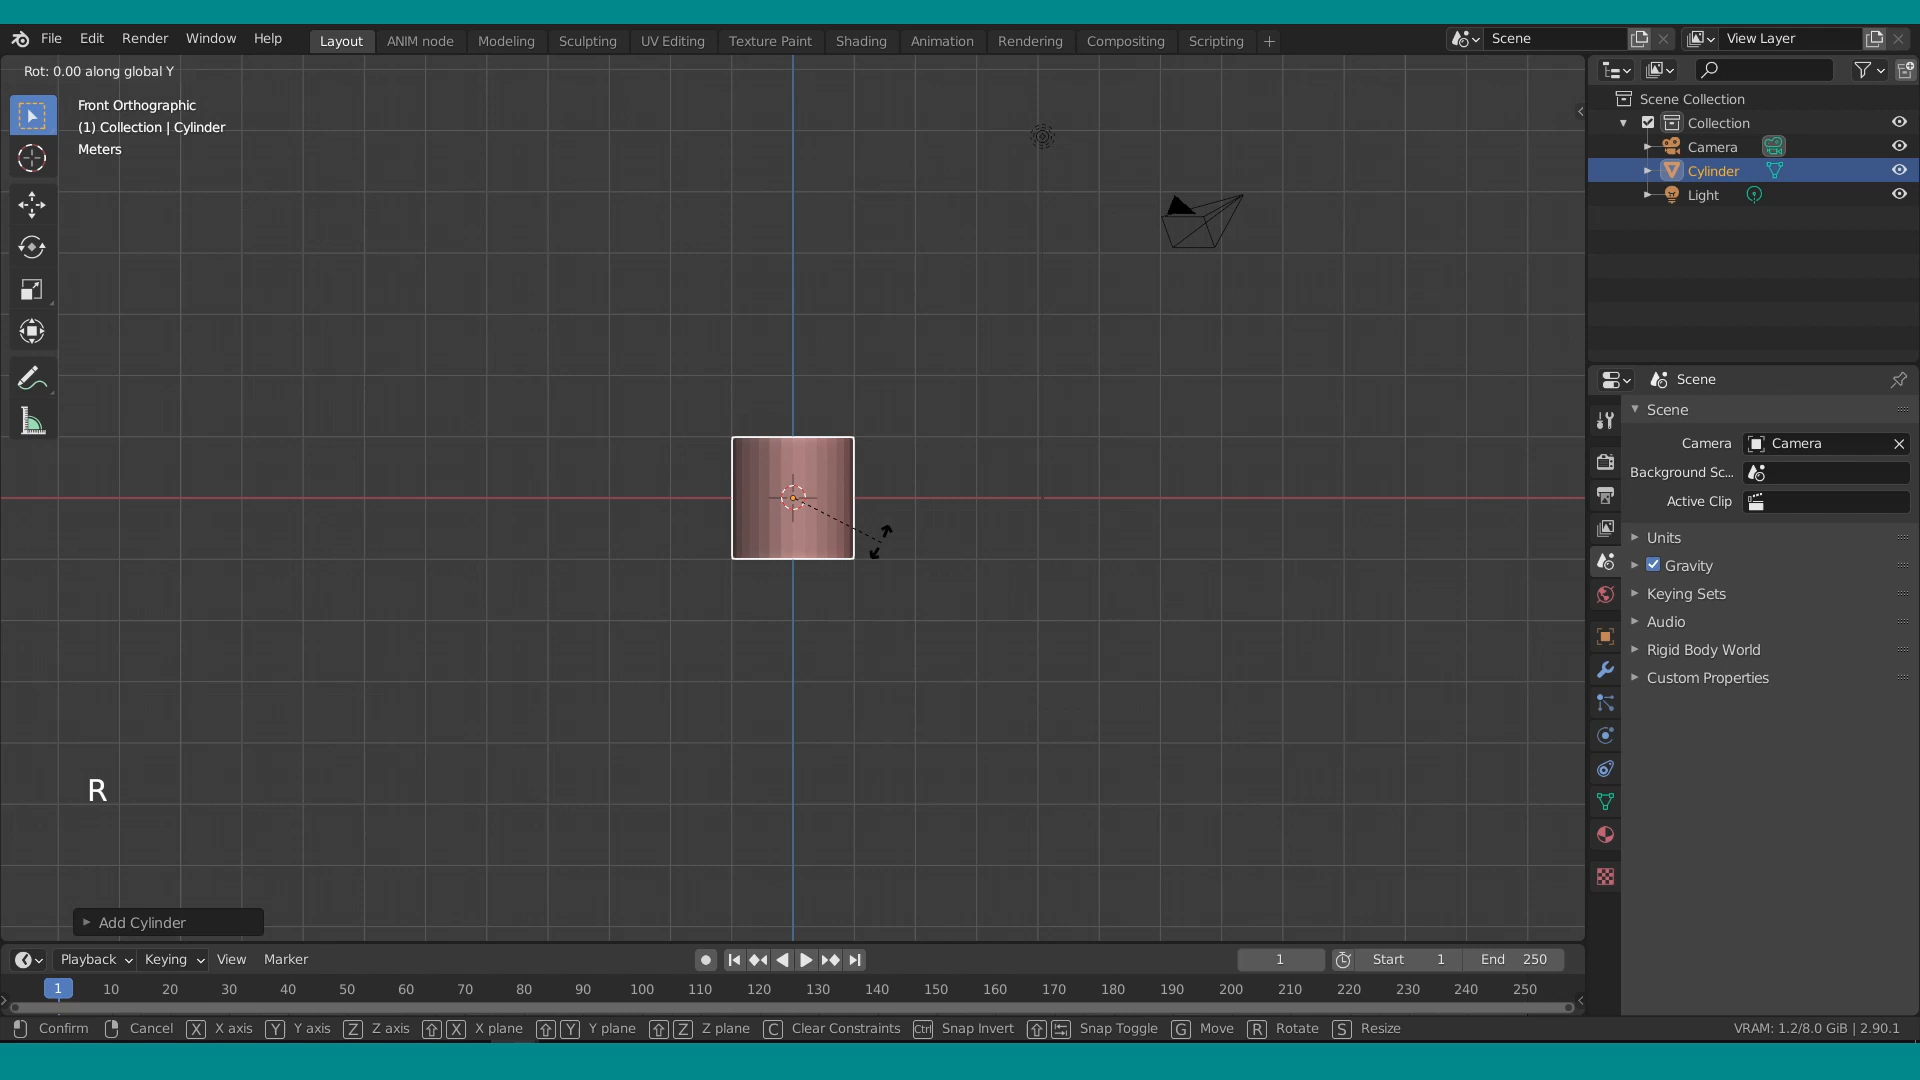 File Edit Render Window Help Layout ANIM node Modeling Sculpting UV Editing Texture Paint Shading Animation Rendering Compositing Scripting + Scene View Layer
Rot: 0.00 along global Y
Front Orthographic
(1) Collection | Cylinder
Meters
Scene Collection
Collection
Camera
Cylinder
Light
Scene
Scene
Camera Camera
Background Sc...
Active Clip
Units
Gravity
Keying Sets
Audio
Rigid Body World
Custom Properties
R
Add Cylinder
Playback Keying View Marker 1 Start 1 End 250
1 10 20 30 40 50 60 70 80 90 100 110 120 130 140 150 160 170 180 190 200 210 220 230 240 250
Confirm Cancel X X axis Y Y axis Z Z axis X X plane Y Y plane Z Z plane C Clear Constraints Ctrl Snap Invert Snap Toggle G Move R Rotate S Resize VRAM: 1.2/8.0 GiB | 2.90.1